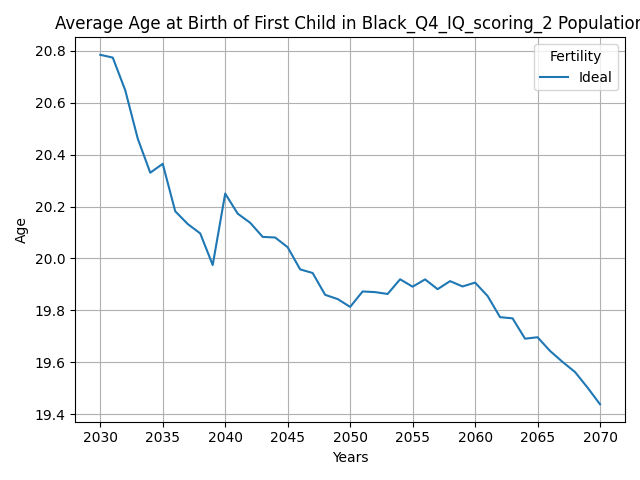 Average Age at Birth of First Child in Black_Q4_IQ_scoring_2 Population
Fertility
Ideal
20.8
20.6
20.4
20.2
20.0
19.8
19.6
19.4
Age
2030 2035 2040 2045 2050 2055 2060 2065 2070
Years